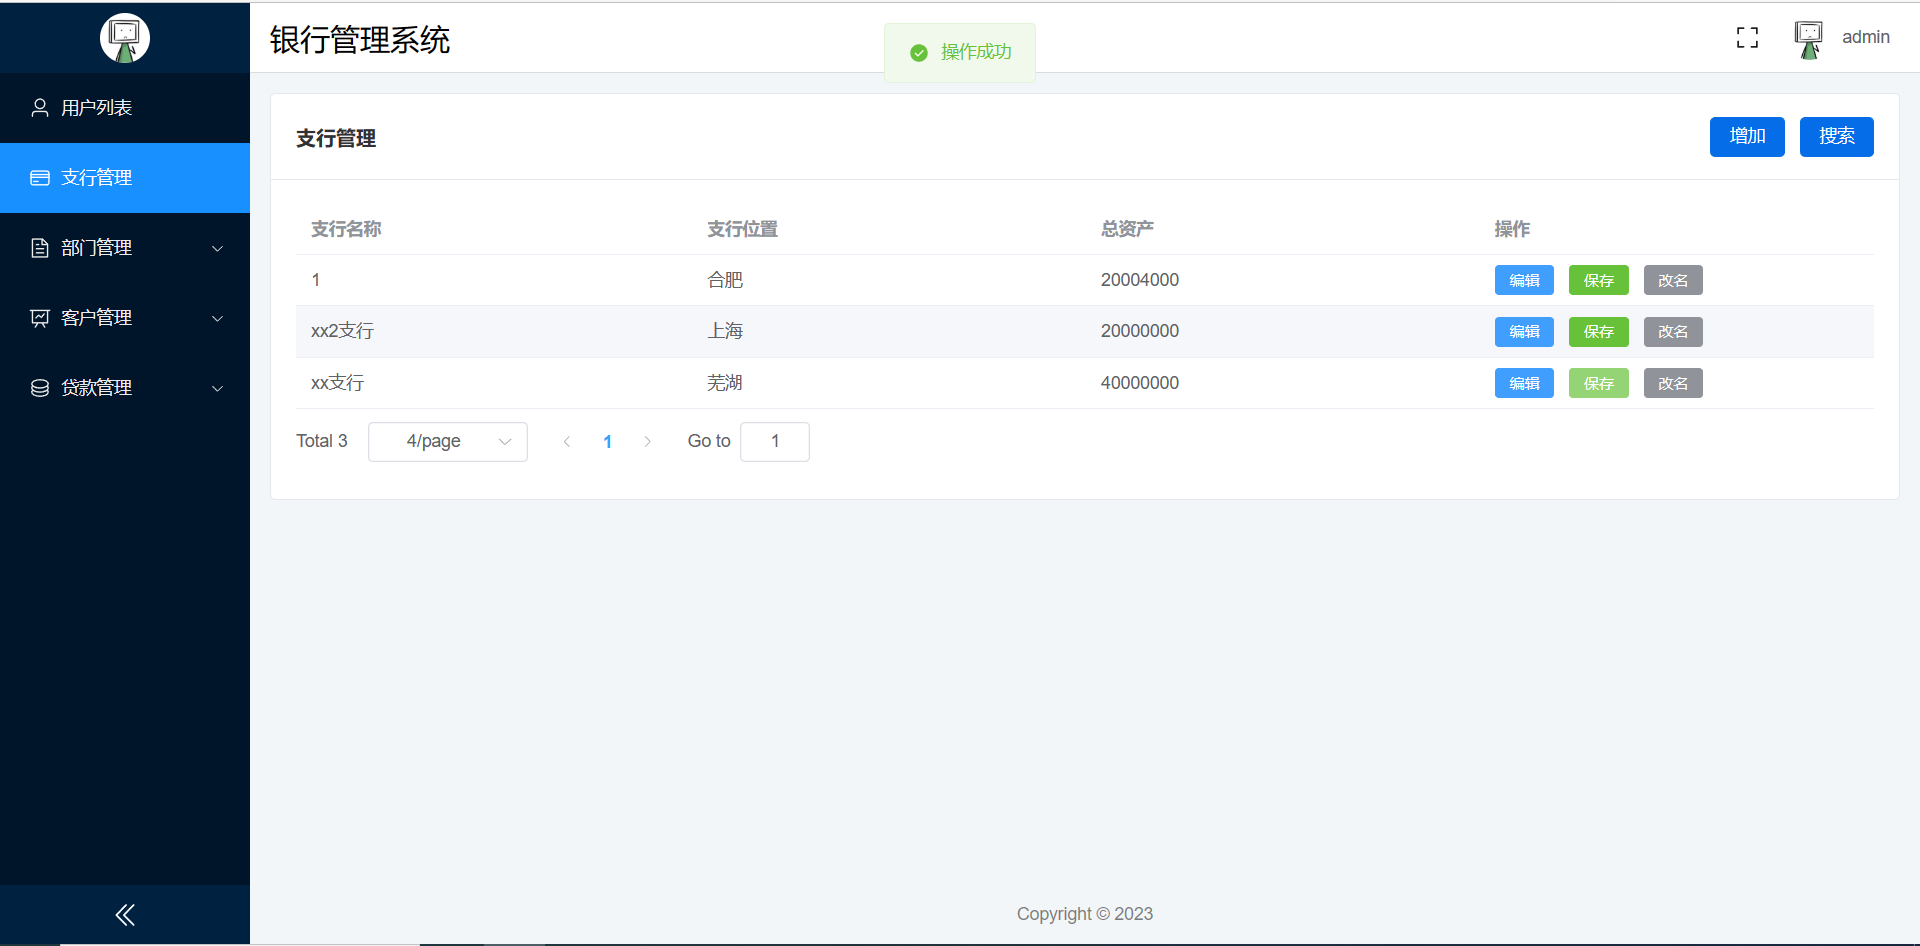 银行管理系统
操作成功
admin
用户列表
支行管理
部门管理
客户管理
贷款管理
支行管理
增加 搜索
支行名称 支行位置 总资产 操作
1 合肥 20004000 编辑 保存 改名
xx2支行 上海 20000000 编辑 保存 改名
xx支行 芜湖 40000000 编辑 保存 改名
Total 3 4/page 1 Go to 1
Copyright © 2023